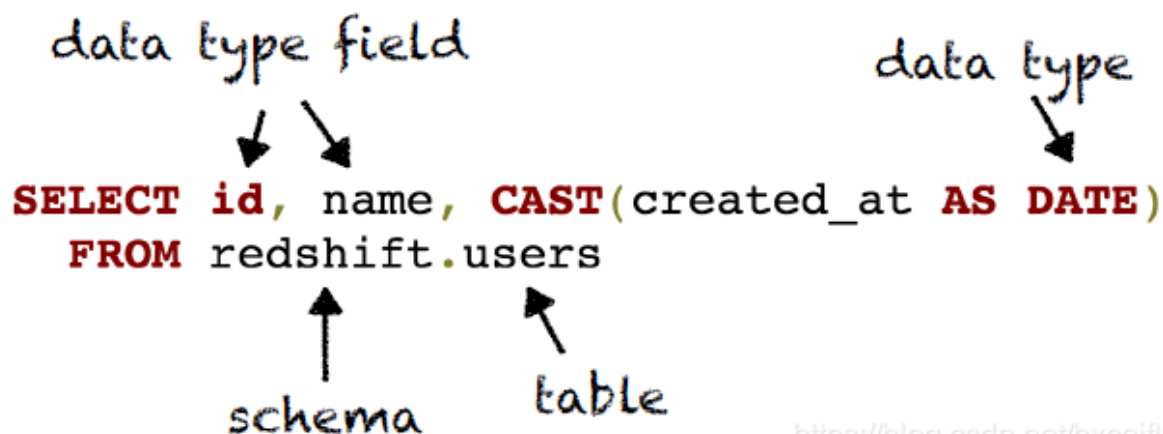 data type field
data type
SELECT id, name, CAST(created_at AS DATE)
FROM redshift.users
schema
table